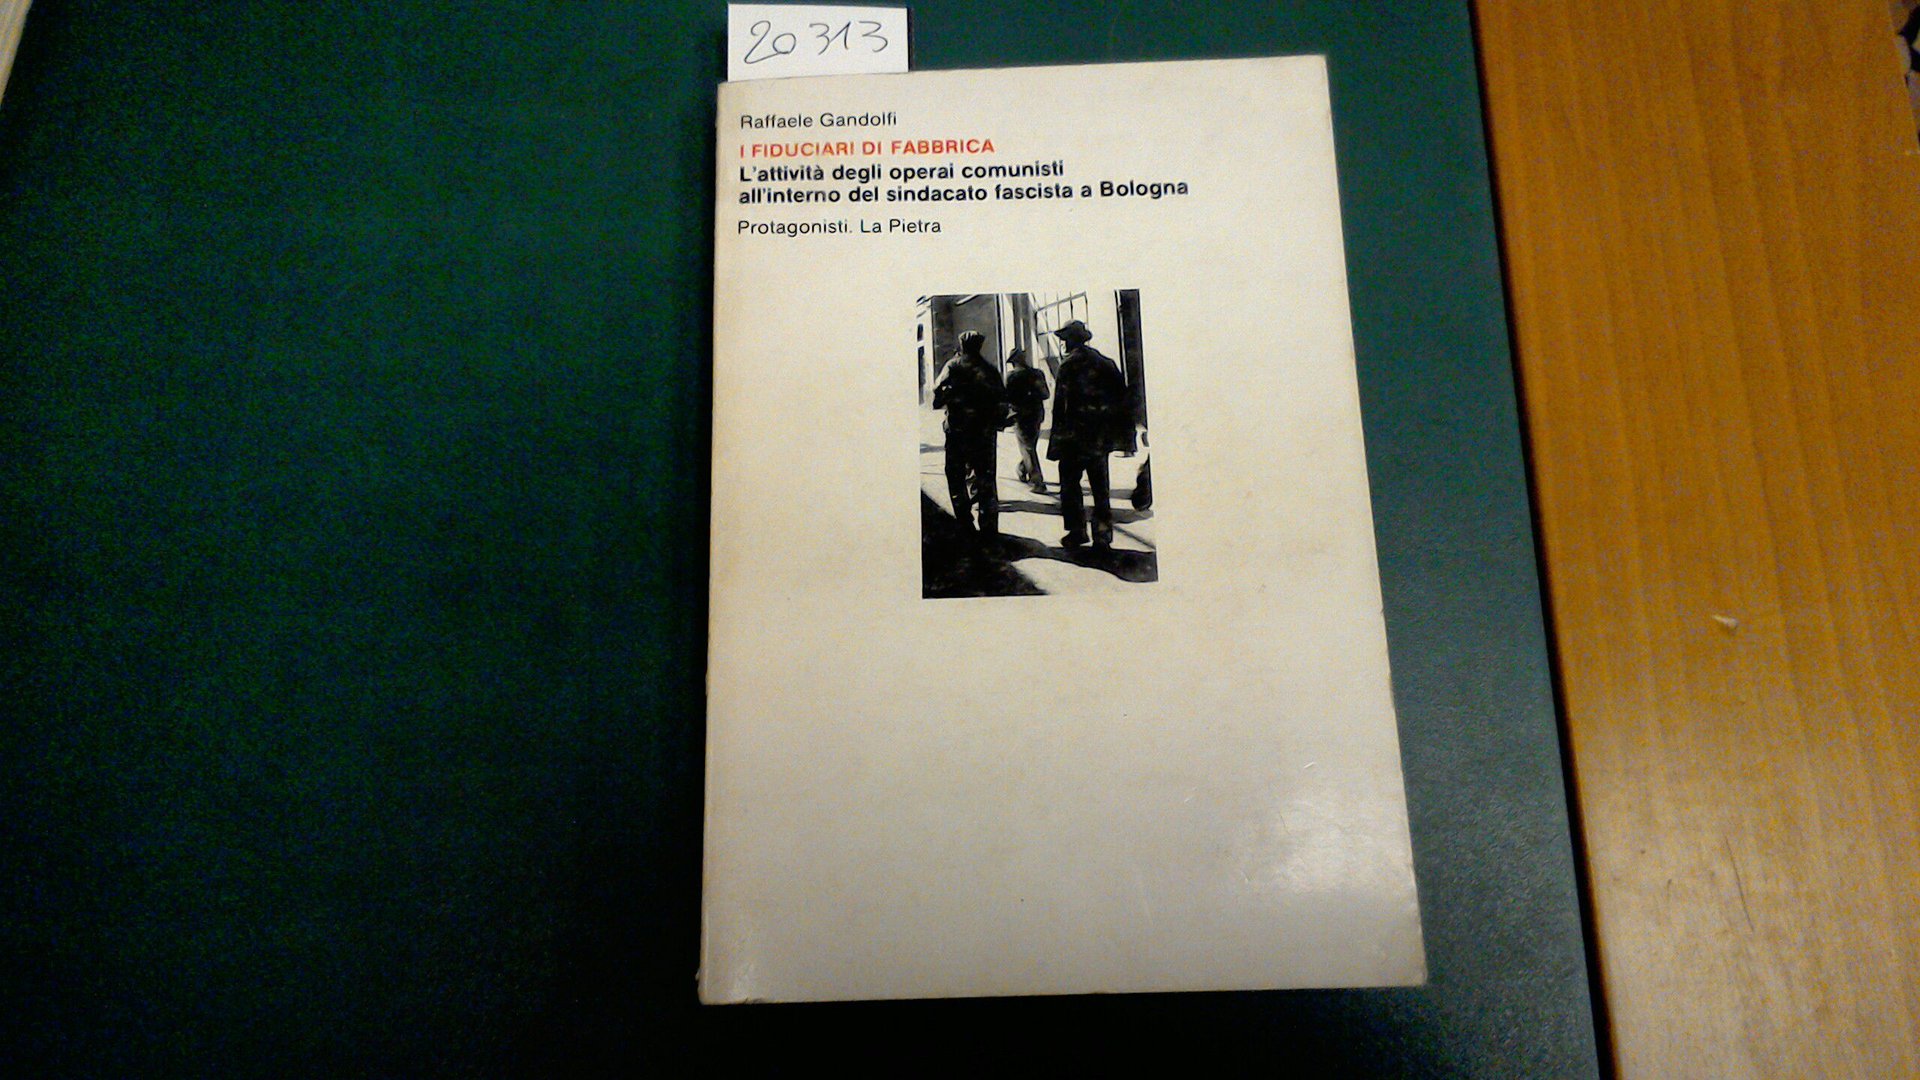 20313
Raffaele Gandolfi
I FIDUCIARI DI FABBRICA
L'attività degli operai comunisti
all'interno del sindacato fascista a Bologna
Protagonisti. La Pietra